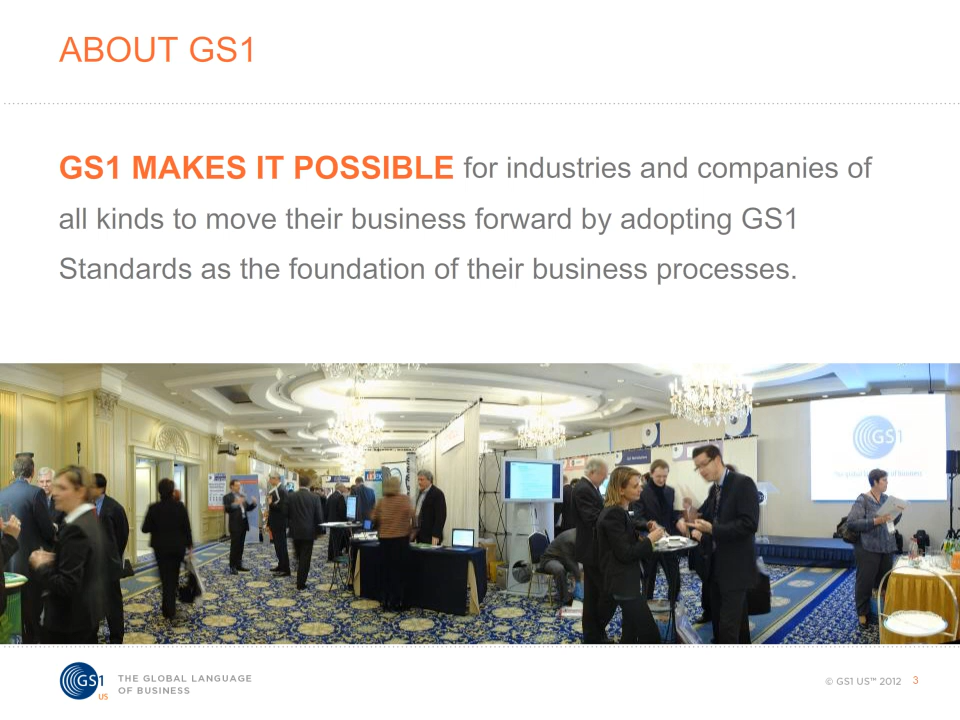 ABOUT GS1
GS1 MAKES IT POSSIBLE for industries and companies of
all kinds to move their business forward by adopting GS1
Standards as the foundation of their business processes.
GS1
GS1
US
THE GLOBAL LANGUAGE
OF BUSINESS
© GS1 US™ 2012 3